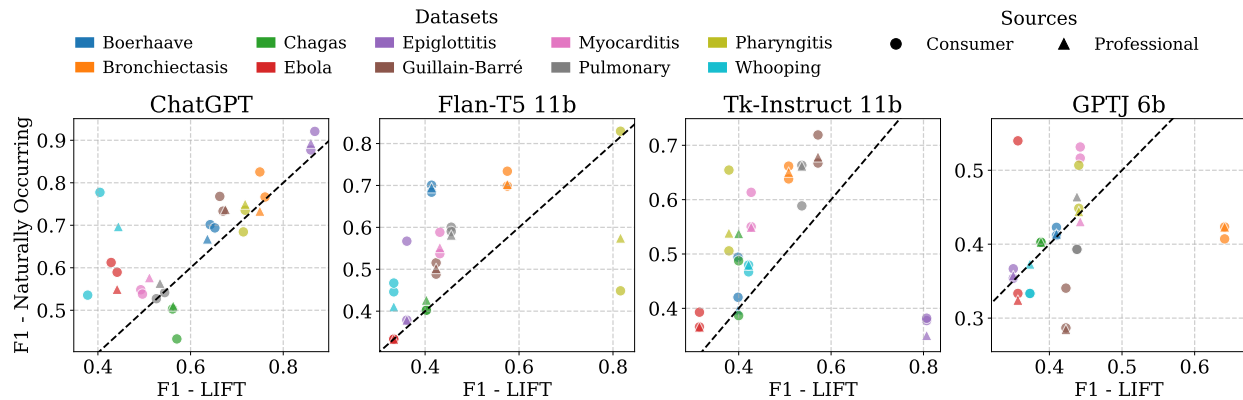 Datasets
Sources
Boerhaave
Chagas
Epiglottitis
Myocarditis
Pharyngitis
Consumer
Professional
Bronchiectasis
Ebola
Guillain-Barré
Pulmonary
Whooping
ChatGPT
Flan-T5 11b
Tk-Instruct 11b
GPTJ 6b
F1 - Naturally Occurring
0.9
0.8
0.7
0.6
0.5
0.4
0.6
0.8
F1 - LIFT
0.8
0.7
0.6
0.5
0.4
0.4
0.6
0.8
F1 - LIFT
0.7
0.6
0.5
0.4
0.4
0.6
0.8
F1 - LIFT
0.5
0.4
0.3
0.4
0.5
0.6
F1 - LIFT